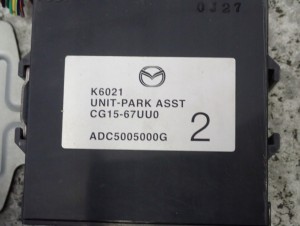 0J27
K6021
UNIT-PARK ASST
CG15-67UU0
ADC5005000G
2